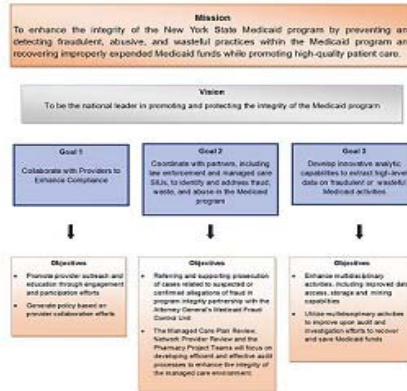 Mission
To enhance the integrity of the New York State Medicaid program by preventing and
detecting fraudulent, abusive, and wasteful practices within the Medicaid program and
recovering improperly expended Medicaid funds while promoting high-quality patient care.
Vision
To be the national leader in promoting and protecting the integrity of the Medicaid program
Goal 1
Collaborate with Providers to
Enhance Compliance
Goal 2
Coordinate with partners, including
law enforcement and managed care
SIUs, to identify and address fraud,
waste, and abuse in the Medicaid
program
Goal 3
Develop innovative analytic
capabilities to extract high-level
data on fraudulent or wasteful
Medicaid activities.
Objectives
• Promote provider outreach and
education through engagement
and participation efforts
• Generate policy based on
provider collaboration efforts
Objectives
• Referring and supporting prosecution
of cases related to suspected or
confirmed allegations of fraud in
program integrity partnership with the
Attorney General's Medicaid Fraud
Control Unit
• The Managed Care Plan Review,
Network Provider Review and the
Pharmacy Project Teams will focus on
developing efficient and effective
audit processes to enhance the integrity
of the managed care environment.
Objectives
• Enhance multidisciplinary
activities, including improved data
access, storage and mining
capabilities
• Utilize multidisciplinary activities
to improve upon audit and
investigation efforts to recover
and save Medicaid funds